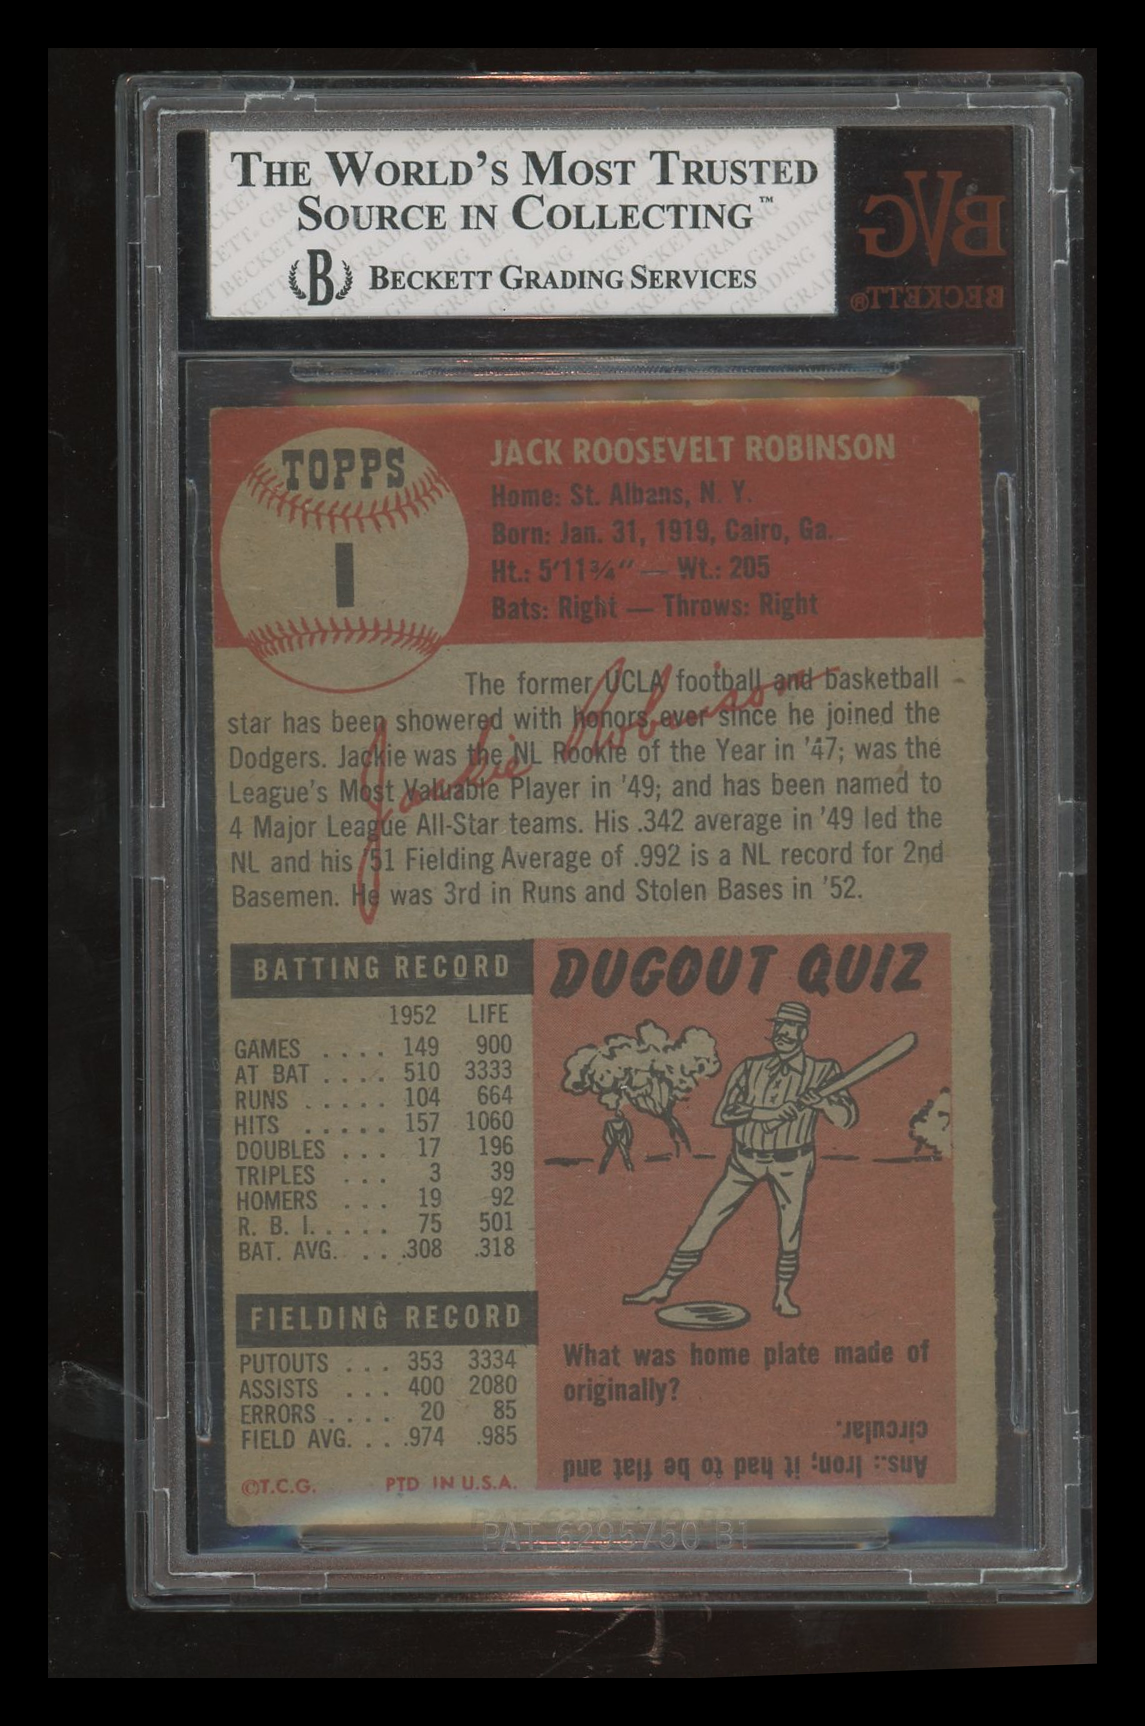 THE WORLD'S MOST TRUSTED
SOURCE IN COLLECTING™
B BECKETT GRADING SERVICES
BVG
BECKETT®
TOPPS
1
JACK ROOSEVELT ROBINSON
Home: St. Albans, N. Y.
Born: Jan. 31, 1919, Cairo, Ga.
Ht.: 5'11¾" — Wt.: 205
Bats: Right — Throws: Right
The former UCLA football and basketball
star has been showered with honors ever since he joined the
Dodgers. Jackie was the NL Rookie of the Year in '47; was the
League's Most Valuable Player in '49; and has been named to
4 Major League All-Star teams. His .342 average in '49 led the
NL and his '51 Fielding Average of .992 is a NL record for 2nd
Basemen. He was 3rd in Runs and Stolen Bases in '52.
Jackie Robinson
BATTING RECORD
1952 LIFE
GAMES .... 149 900
AT BAT .... 510 3333
RUNS ..... 104 664
HITS ..... 157 1060
DOUBLES ... 17 196
TRIPLES ... 3 39
HOMERS ... 19 92
R. B. I..... 75 501
BAT. AVG. ... .308 .318
FIELDING RECORD
PUTOUTS ... 353 3334
ASSISTS ... 400 2080
ERRORS .... 20 85
FIELD AVG. ... .974 .985
©T.C.G. PTD IN U.S.A.
DUGOUT QUIZ
What was home plate made of
originally?
Ans.: Iron; it had to be flat and
circular.
PAT 6295750 B1